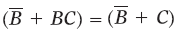 (B̅ + BC) = (B̅ + C)